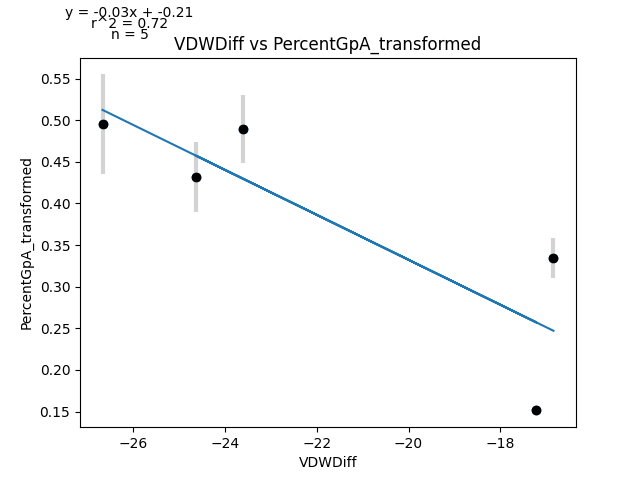 y = -0.03x + -0.21
r^2 = 0.72
n = 5
VDWDiff vs PercentGpA_transformed
0.55
0.50
0.45
0.40
0.35
0.30
0.25
0.20
0.15
PercentGpA_transformed
−26
−24
−22
−20
−18
VDWDiff